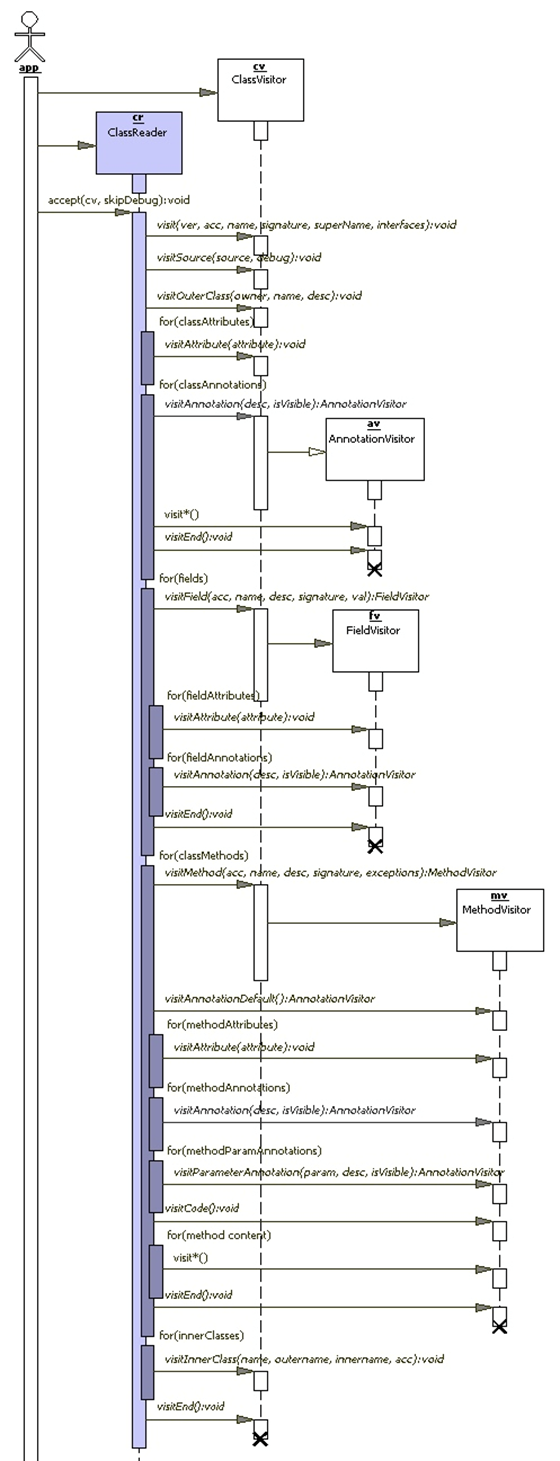 app
cv
ClassVisitor
cr
ClassReader
accept(cv, skipDebug):void
visit(ver, acc, name, signature, superName, interfaces):void
visitSource(source, debug):void
visitOuterClass(owner, name, desc):void
for(classAttributes)
visitAttribute(attribute):void
for(classAnnotations)
visitAnnotation(desc, isVisible):AnnotationVisitor
av
AnnotationVisitor
visit*()
visitEnd():void
for(fields)
visitField(acc, name, desc, signature, val):FieldVisitor
fv
FieldVisitor
for(fieldAttributes)
visitAttribute(attribute):void
for(fieldAnnotations)
visitAnnotation(desc, isVisible):AnnotationVisitor
visitEnd():void
for(classMethods)
visitMethod(acc, name, desc, signature, exceptions):MethodVisitor
mv
MethodVisitor
visitAnnotationDefault():AnnotationVisitor
for(methodAttributes)
visitAttribute(attribute):void
for(methodAnnotations)
visitAnnotation(desc, isVisible):AnnotationVisitor
for(methodParamAnnotations)
visitParameterAnnotation(param, desc, isVisible):AnnotationVisitor
visitCode():void
for(method content)
visit*()
visitEnd():void
for(innerClasses)
visitInnerClass(name, outername, innername, acc):void
visitEnd():void